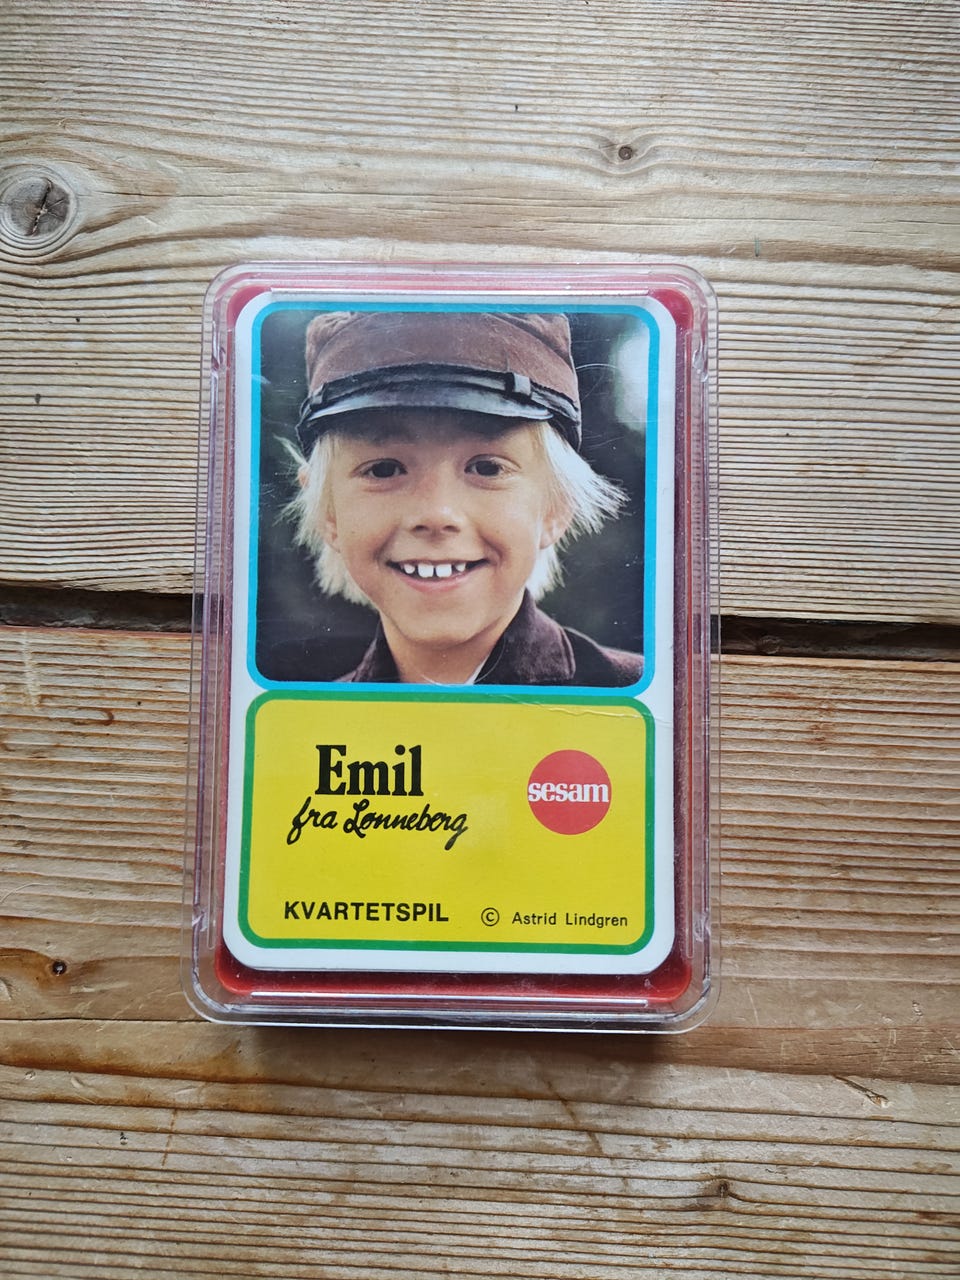 Emil
fra Lønneberg
sesam
KVARTETSPIL © Astrid Lindgren